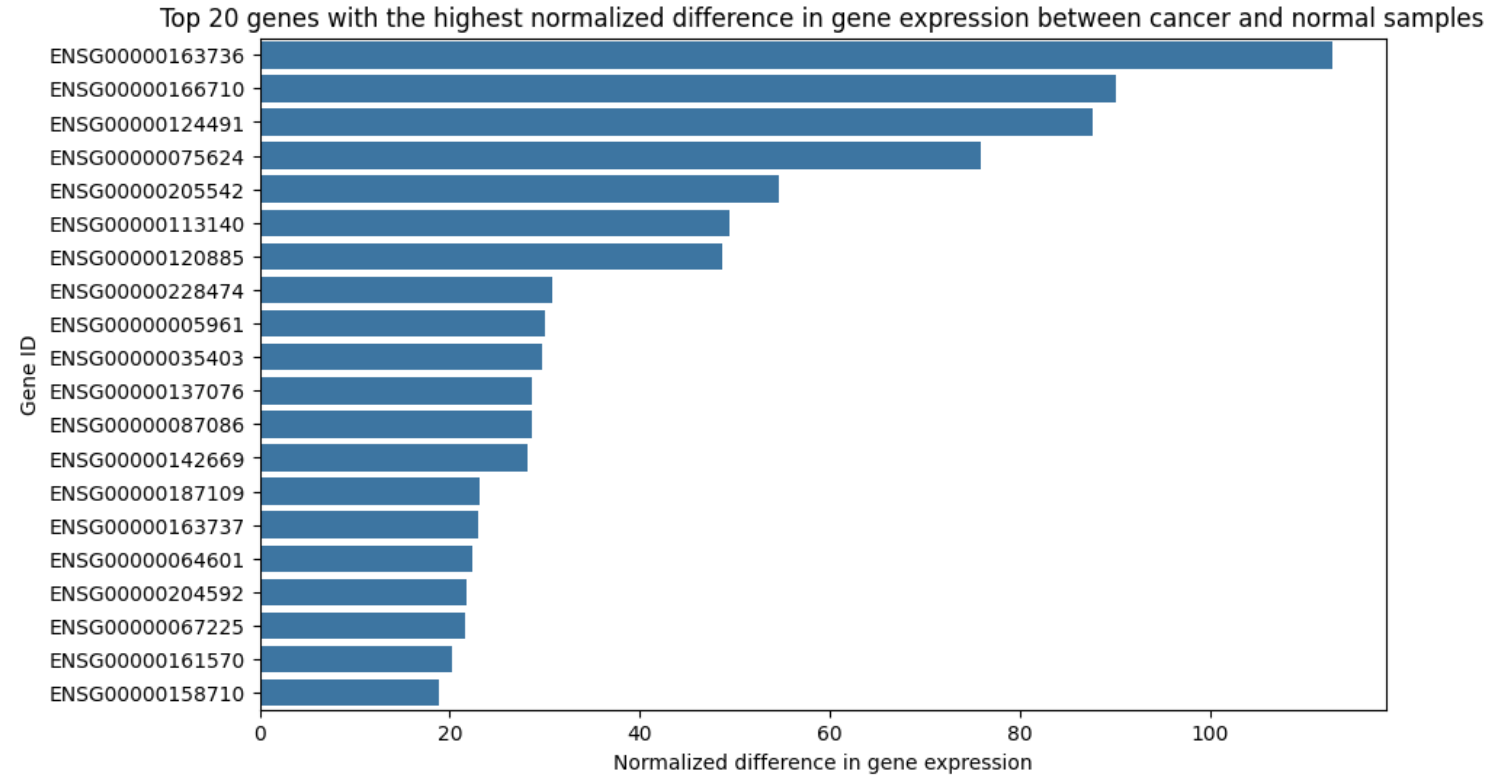 Top 20 genes with the highest normalized difference in gene expression between cancer and normal samples
Gene ID
ENSG00000163736
ENSG00000166710
ENSG00000124491
ENSG00000075624
ENSG00000205542
ENSG00000113140
ENSG00000120885
ENSG00000228474
ENSG00000005961
ENSG00000035403
ENSG00000137076
ENSG00000087086
ENSG00000142669
ENSG00000187109
ENSG00000163737
ENSG00000064601
ENSG00000204592
ENSG00000067225
ENSG00000161570
ENSG00000158710
0 20 40 60 80 100
Normalized difference in gene expression